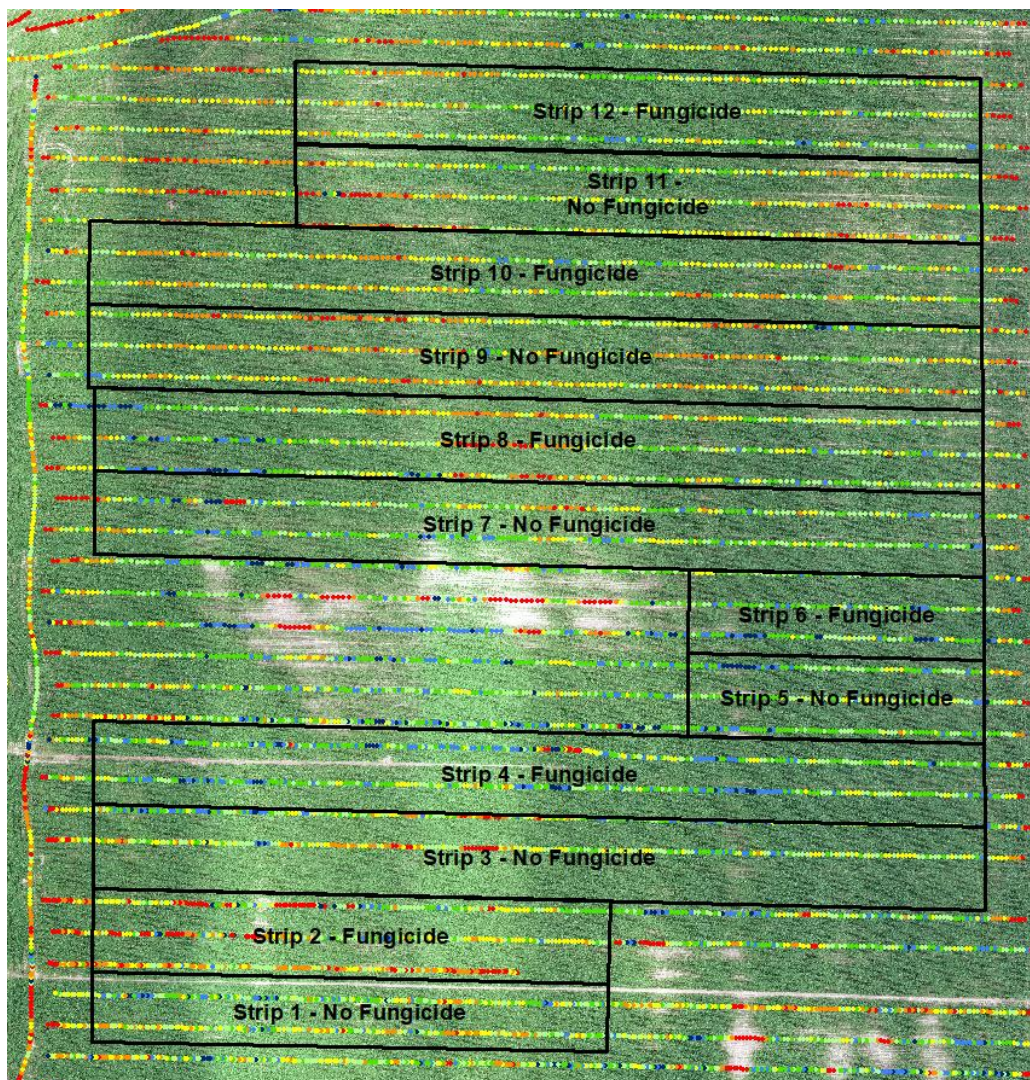 Strip 12 - Fungicide
Strip 11 -
No Fungicide
Strip 10 - Fungicide
Strip 9 - No Fungicide
Strip 8 - Fungicide
Strip 7 - No Fungicide
Strip 6 - Fungicide
Strip 5 - No Fungicide
Strip 4 - Fungicide
Strip 3 - No Fungicide
Strip 2 - Fungicide
Strip 1 - No Fungicide